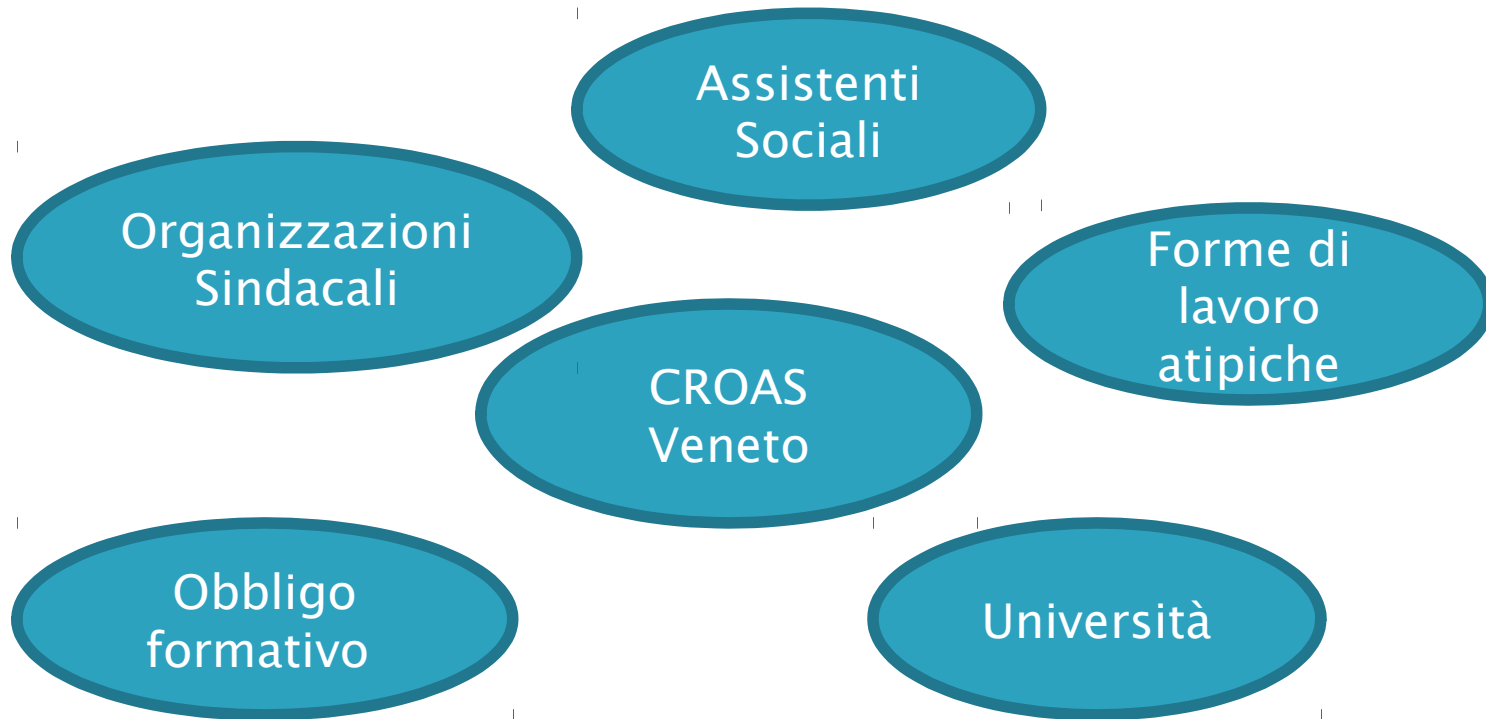 Assistenti
Sociali
Organizzazioni
Sindacali
Forme di
lavoro
atipiche
CROAS
Veneto
Obbligo
formativo
Università